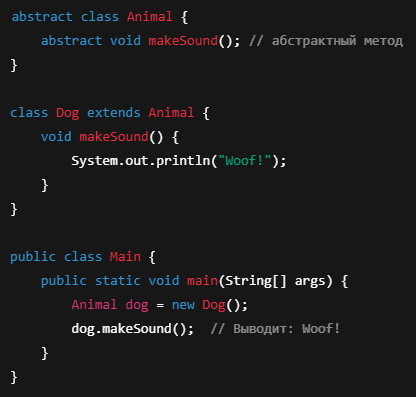 abstract class Animal {
    abstract void makeSound(); // абстрактный метод
}

class Dog extends Animal {
    void makeSound() {
        System.out.println("Woof!");
    }
}

public class Main {
    public static void main(String[] args) {
        Animal dog = new Dog();
        dog.makeSound();  // Выводит: Woof!
    }
}